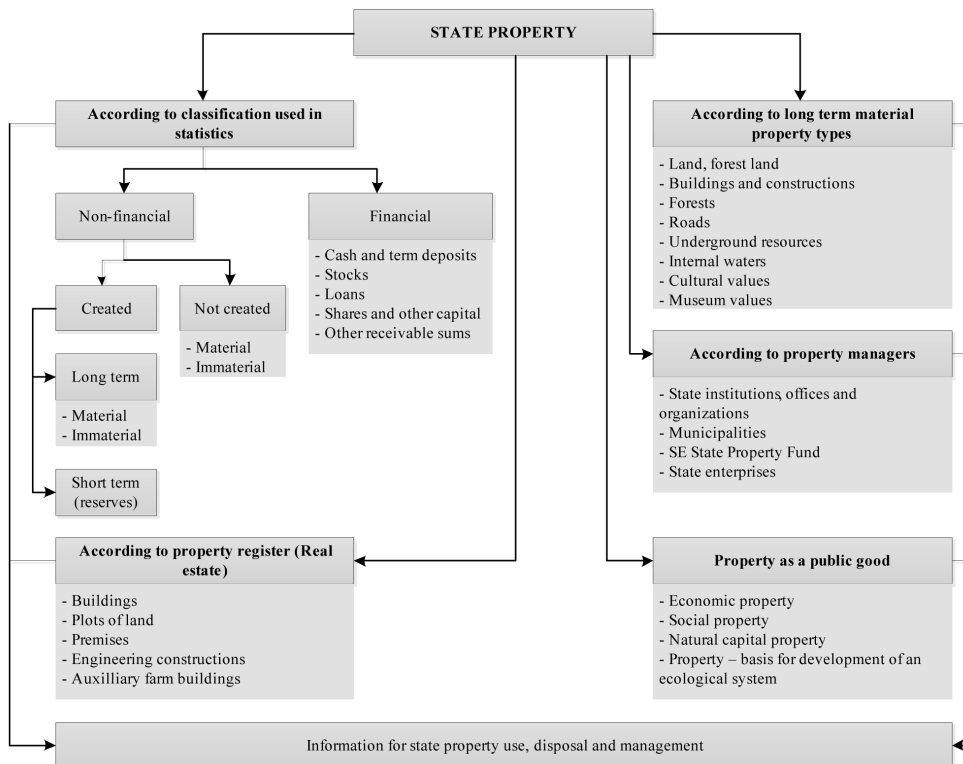 STATE PROPERTY
According to classification used in
statistics
Non-financial
Financial
- Cash and term deposits
- Stocks
- Loans
- Shares and other capital
- Other receivable sums
Created
Not created
- Material
- Immaterial
Long term
- Material
- Immaterial
Short term
(reserves)
According to property register (Real
estate)
- Buildings
- Plots of land
- Premises
- Engineering constructions
- Auxilliary farm buildings
According to long term material
property types
- Land, forest land
- Buildings and constructions
- Forests
- Roads
- Underground resources
- Internal waters
- Cultural values
- Museum values
According to property managers
- State institutions, offices and
organizations
- Municipalities
- SE State Property Fund
- State enterprises
Property as a public good
- Economic property
- Social property
- Natural capital property
- Property – basis for development of an
ecological system
Information for state property use, disposal and management